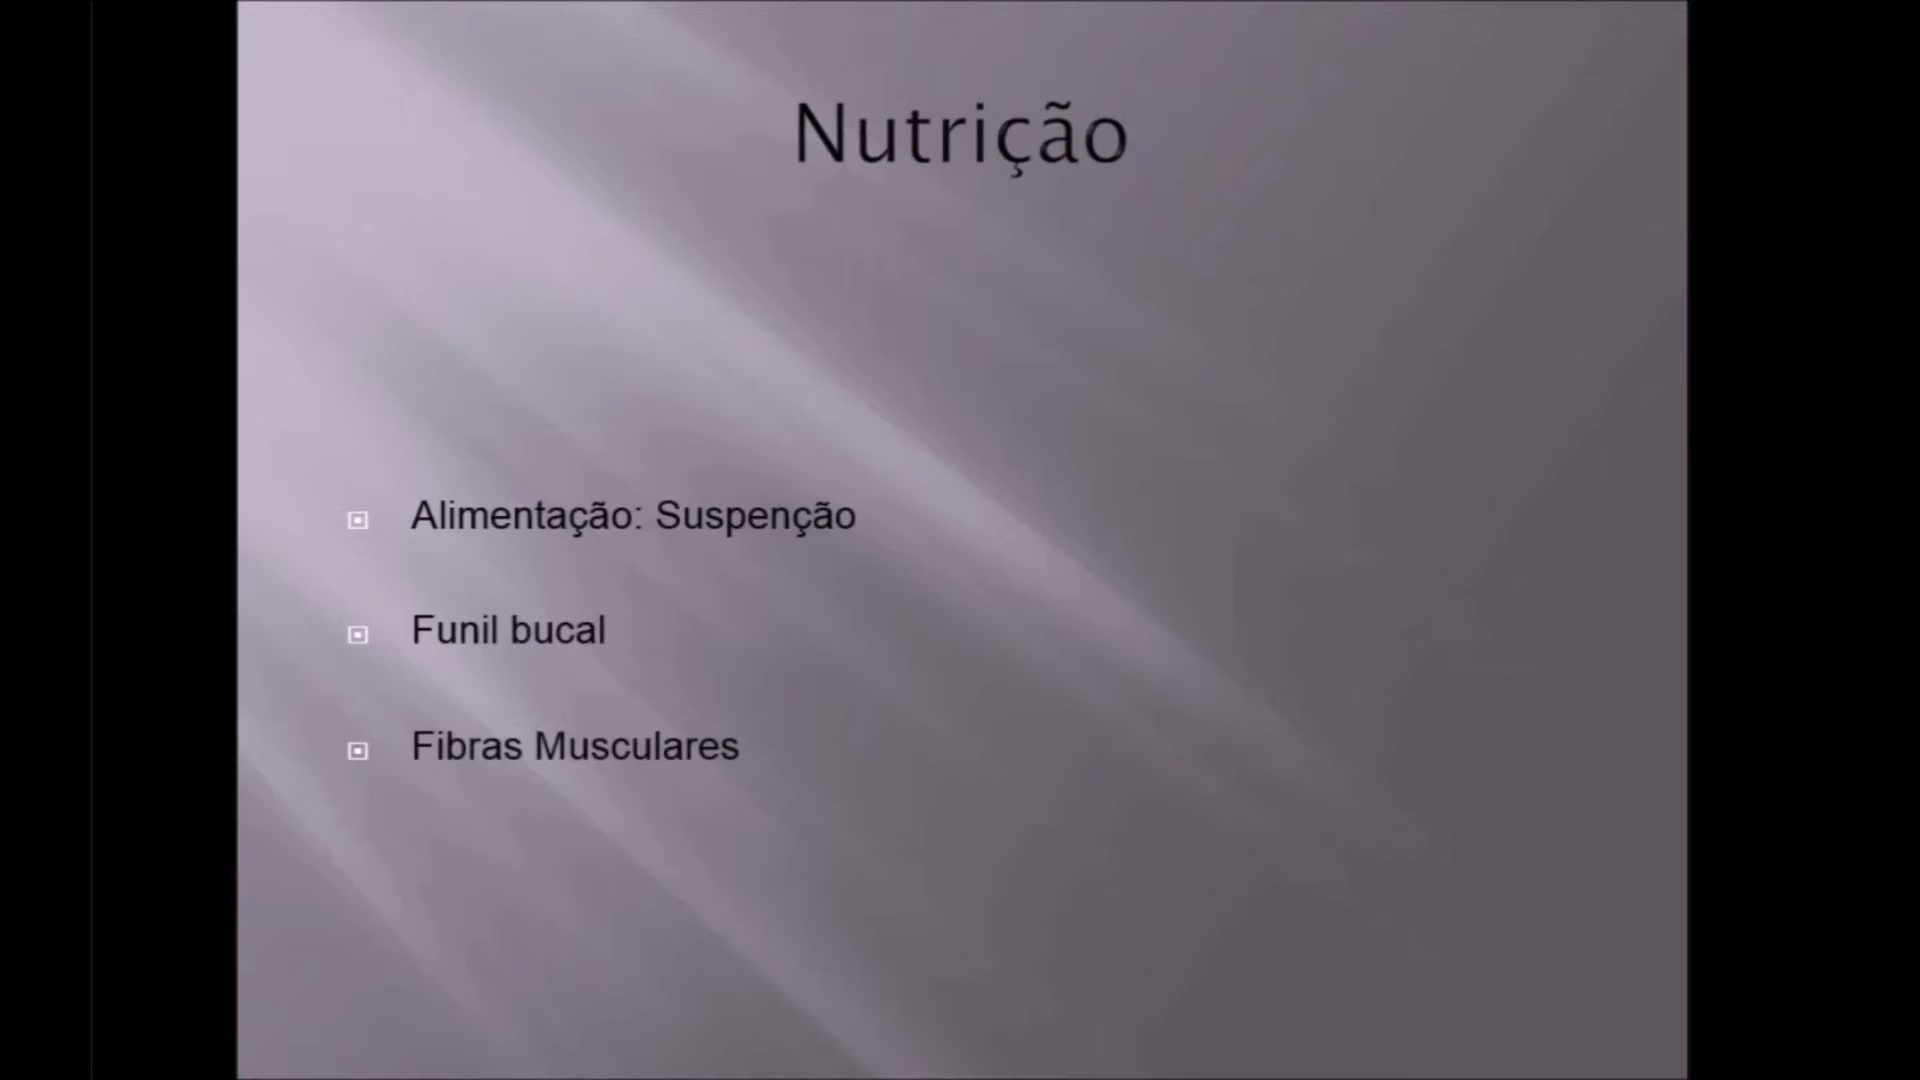 Nutrição
Alimentação: Suspenção
Funil bucal
Fibras Musculares